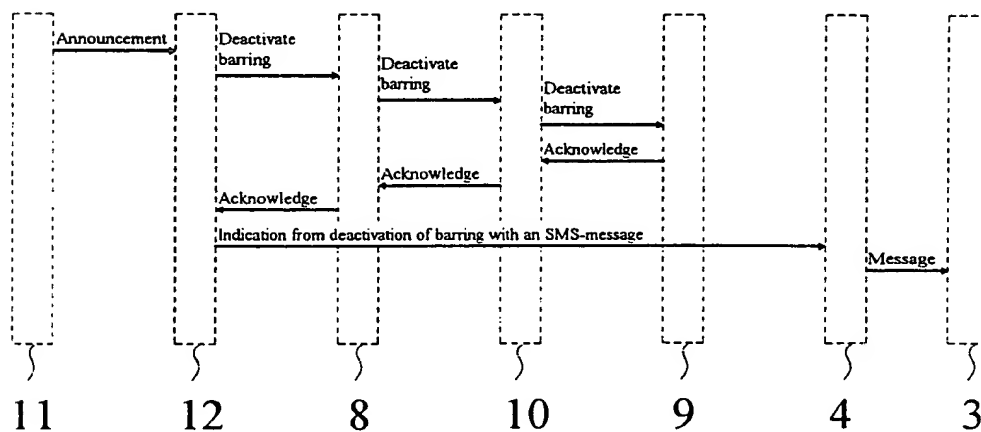 Announcement
Deactivate
barring
Deactivate
barring
Deactivate
barring
Acknowledge
Acknowledge
Acknowledge
Indication from deactivation of barring with an SMS-message
Message
11 12 8 10 9 4 3